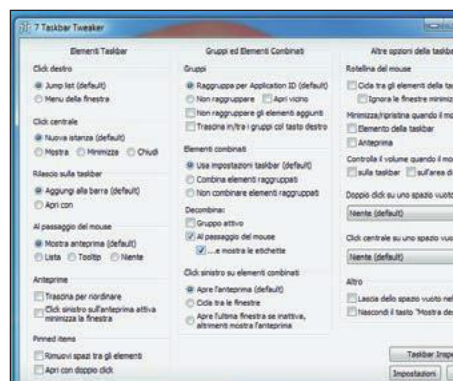 7 Taskbar Tweaker
Elementi Taskbar
Click destro
Jump list (default)
Menu della finestra
Click centrale
Nuova istanza (default)
Mostra Minimizza Chiudi
Rilascio sulla taskbar
Aggiungi alla barra (default)
Apri con
Al passaggio del mouse
Mostra anteprima (default)
Lista Tooltip Niente
Anteprime
Trascina per riordinare
Click sinistro sull'anteprima attiva
minimizza la finestra
Pinned items
Rimuovi spazi tra gli elementi
Apri con doppio click
Gruppi ed Elementi Combinati
Gruppi
Raggruppa per Application ID (default)
Non raggruppare Apri vicino
Non raggruppare gli elementi aggiunti
Trascina in/tra i gruppi col tasto destro
Elementi combinati
Usa impostazioni taskbar (default)
Combina elementi raggruppati
Non combinare elementi raggruppati
Decombina:
Gruppo attivo
Al passaggio del mouse
...e mostra le etichette
Click sinistro su elementi combinati
Apre l'anteprima (default)
Cicla tra le finestre
Apre l'ultima finestra se inattiva,
altrimenti mostra l'anteprima
Altre opzioni della taskba
Rotellina del mouse
Cicla tra gli elementi della tas
Ignora le finestre minimiz
Minimizza/ripristina quando il mo
Elemento della taskbar
Anteprima
Controlla il volume quando il mo
sulla taskbar sull'area di
Doppio click su uno spazio vuoto
Niente (default)
Click centrale su uno spazio vuo
Niente (default)
Altro
Lascia dello spazio vuoto nel
Nascondi il tasto "Mostra des
Taskbar Inspe
Impostazioni